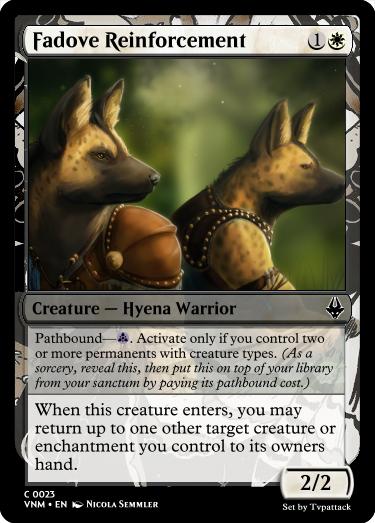 Fadove Reinforcement 1
Creature — Hyena Warrior
Pathbound—. Activate only if you control two
or more permanents with creature types. (As a
sorcery, reveal this, then put this on top of your library
from your sanctum by paying its pathbound cost.)
When this creature enters, you may
return up to one other target creature or
enchantment you control to its owners
hand.
2/2
C 0023
VNM • EN Nicola Semmler
Set by Tvpattack